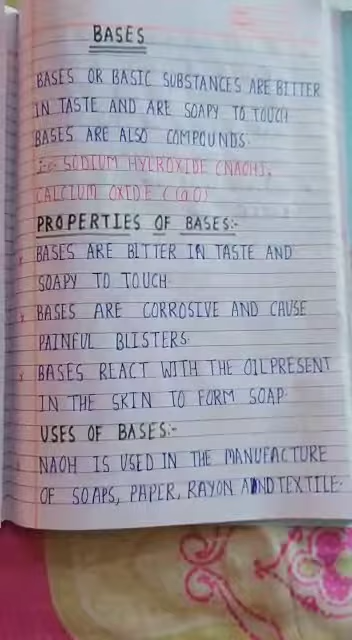 BASES
BASES OR BASIC SUBSTANCES ARE BITTER
IN TASTE AND ARE SOAPY TO TOUCH
BASES ARE ALSO COMPOUNDS.
i.e- SODIUM HYLROXIDE (NAOH),
CALCIUM OXIDE (CaO)
PROPERTIES OF BASES:-
x BASES ARE BITTER IN TASTE AND
SOAPY TO TOUCH.
x BASES ARE CORROSIVE AND CAUSE
PAINFUL BLISTERS.
x BASES REACT WITH THE OIL PRESENT
IN THE SKIN TO FORM SOAP.
USES OF BASES:-
NAOH IS USED IN THE MANUFACTURE
OF SOAPS, PAPER, RAYON AND TEXTILE.